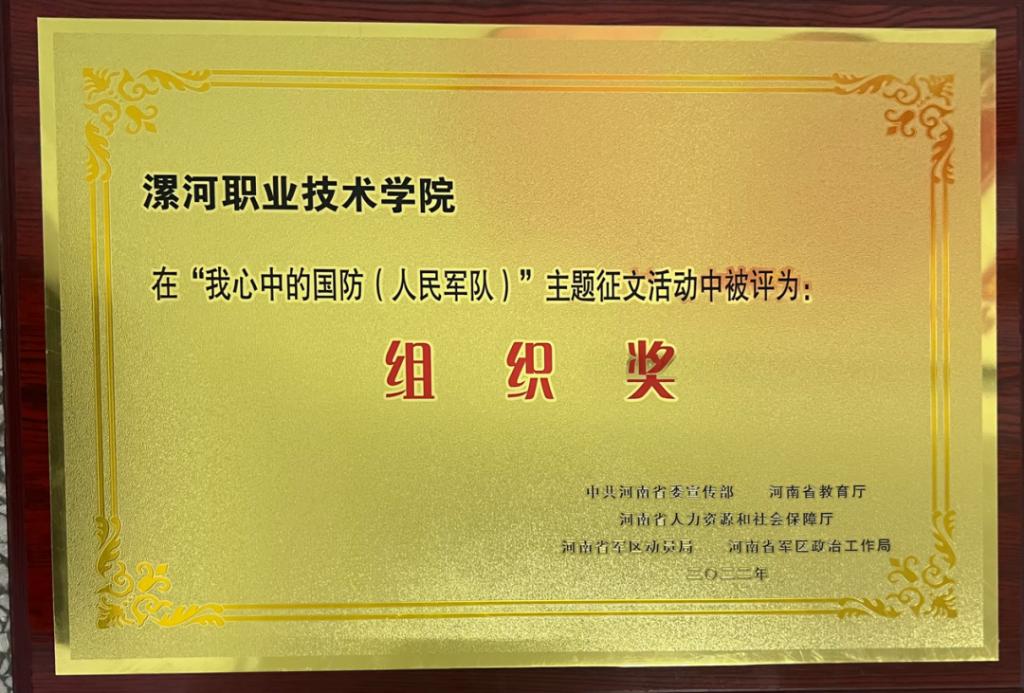 漯河职业技术学院
在“我心中的国防（人民军队）”主题征文活动中被评为：
组 织 奖
中共河南省委宣传部 河南省教育厅
河南省人力资源和社会保障厅
河南省军区动员局 河南省军区政治工作局
二〇二二年